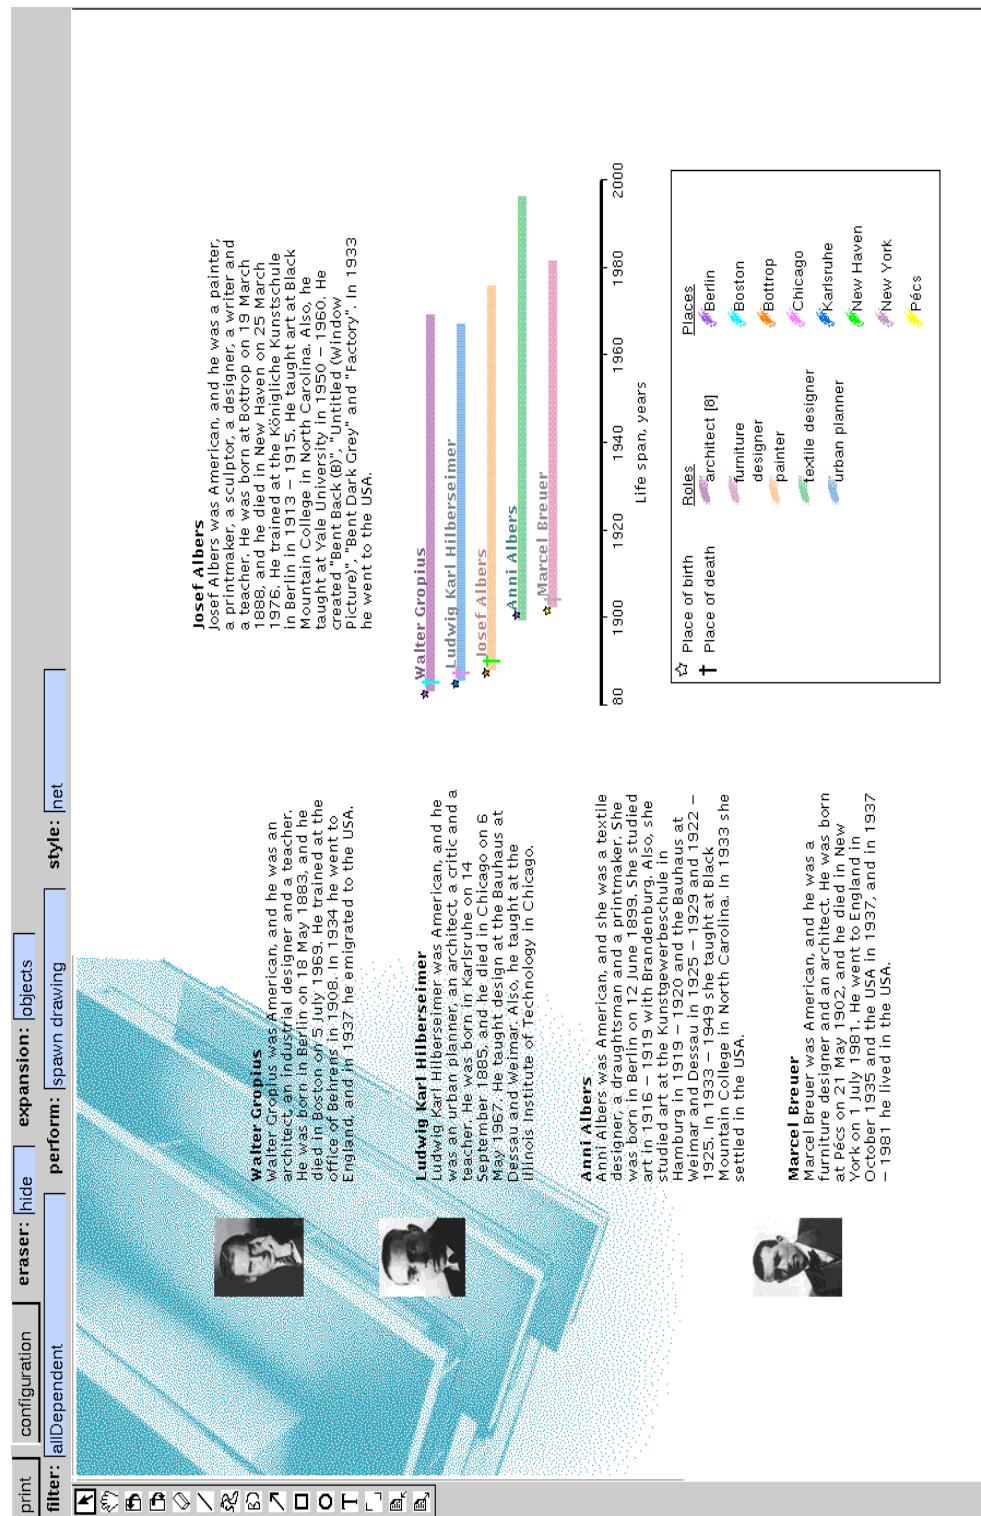 print
configuration
eraser: hide
expansion: objects
filter: allDependent
perform: spawn drawing
style: net
Walter Gropius
Walter Gropius was American, and he was an
architect, an industrial designer and a teacher.
He was born in Berlin on 18 May 1883, and he
died in Boston on 5 July 1969. He trained at the
office of Behrens in 1908. In 1934 he went to
England, and in 1937 he emigrated to the USA.
Ludwig Karl Hilberseimer
Ludwig Karl Hilberseimer was American, and he
was an urban planner, an architect, a critic and a
teacher. He was born in Karlsruhe on 14
September 1885, and he died in Chicago on 6
May 1967. He taught design at the Bauhaus at
Dessau and Weimar. Also, he taught at the
Illinois Institute of Technology in Chicago.
Anni Albers
Anni Albers was American, and she was a textile
designer, a draughtsman and a printmaker. She
was born in Berlin on 12 June 1899. She studied
art in 1916 – 1919 with Brandenburg. Also, she
studied art at the Kunstgewerbeschule in
Hamburg in 1919 – 1920 and the Bauhaus at
Weimar and Dessau in 1925 – 1929 and 1922 –
1925. In 1933 – 1949 she taught at Black
Mountain College in North Carolina. In 1933 she
settled in the USA.
Marcel Breuer
Marcel Breuer was American, and he was a
furniture designer and an architect. He was born
at Pécs on 21 May 1902, and he died in New
York on 1 July 1981. He went to England in
October 1935 and the USA in 1937, and in 1937
– 1981 he lived in the USA.
Josef Albers
Josef Albers was American, and he was a painter,
a printmaker, a sculptor, a designer, a writer and
a teacher. He was born at Bottrop on 19 March
1888, and he died in New Haven on 25 March
1976. He trained at the Königliche Kunstschule
in Berlin in 1913 – 1915. He taught art at Black
Mountain College in North Carolina. Also, he
taught at Yale University in 1950 – 1960. He
created "Bent Back (B)", "Untitled (Window
Picture)", "Bent Dark Grey" and "Factory". In 1933
he went to the USA.
Walter Gropius
Ludwig Karl Hilberseimer
Josef Albers
Anni Albers
Marcel Breuer
80 1900 1920 1940 1960 1980 2000
Life span, years
Place of birth
Place of death
Roles
architect [8]
furniture
designer
painter
textile designer
urban planner
Places
Berlin
Boston
Bottrop
Chicago
Karlsruhe
New Haven
New York
Pécs